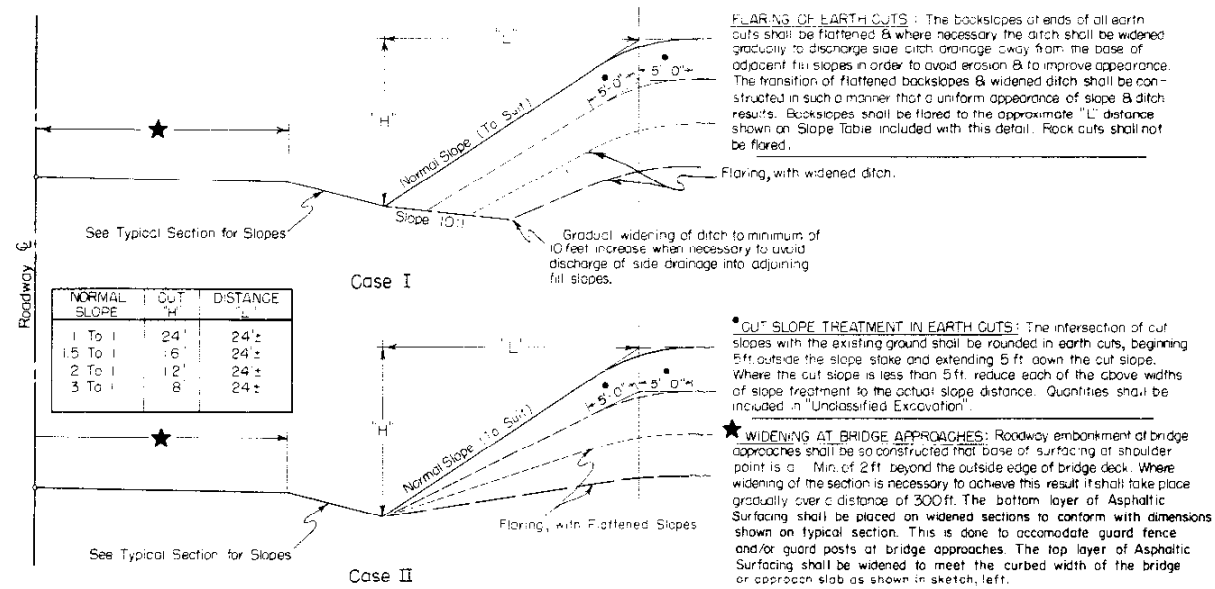 FLARING OF EARTH CUTS : The backslopes at ends of all earth
cuts shall be flattened & where necessary the ditch shall be widened
gradually to discharge side ditch drainage away from the base of
adjacent fill slopes in order to avoid erosion & to improve appearance.
The transition of flattened backslopes & widened ditch shall be con-
structed in such a manner that a uniform appearance of slope & ditch
results. Backslopes shall be flared to the approximate "L" distance
shown on Slope Table included with this detail. Rock cuts shall not
be flared.
"L"
5'-0"
5'-0"
"H"
Normal Slope (To Suit)
Flaring, with widened ditch.
Slope 10:1
See Typical Section for Slopes
Gradual widening of ditch to minimum of
10 feet increase when necessary to avoid
discharge of side drainage into adjoining
fill slopes.
Case I
Roadway ℄
NORMAL SLOPE CUT "H" DISTANCE "L"
1 To 1 24' 24'±
1.5 To 1 16' 24'±
2 To 1 12' 24'±
3 To 1 8' 24±
"L"
5'-0"
5'-0"
"H"
Normal Slope (To Suit)
Flaring, with Flattened Slopes
See Typical Section for Slopes
Case II
CUT SLOPE TREATMENT IN EARTH CUTS: The intersection of cut
slopes with the existing ground shall be rounded in earth cuts, beginning
5ft. outside the slope stake and extending 5 ft down the cut slope.
Where the cut slope is less than 5ft. reduce each of the above widths
of slope treatment to the actual slope distance. Quantities shall be
included in "Unclassified Excavation".
★ WIDENING AT BRIDGE APPROACHES: Roadway embankment at bridge
approaches shall be so constructed that base of surfacing at shoulder
point is a Min. of 2 ft beyond the outside edge of bridge deck. Where
widening of the section is necessary to achieve this result it shall take place
gradually over a distance of 300 ft. The bottom layer of Asphaltic
Surfacing shall be placed on widened sections to conform with dimensions
shown on typical section. This is done to accomodate guard fence
and/or guard posts at bridge approaches. The top layer of Asphaltic
Surfacing shall be widened to meet the curbed width of the bridge
or approach slab as shown in sketch, left.